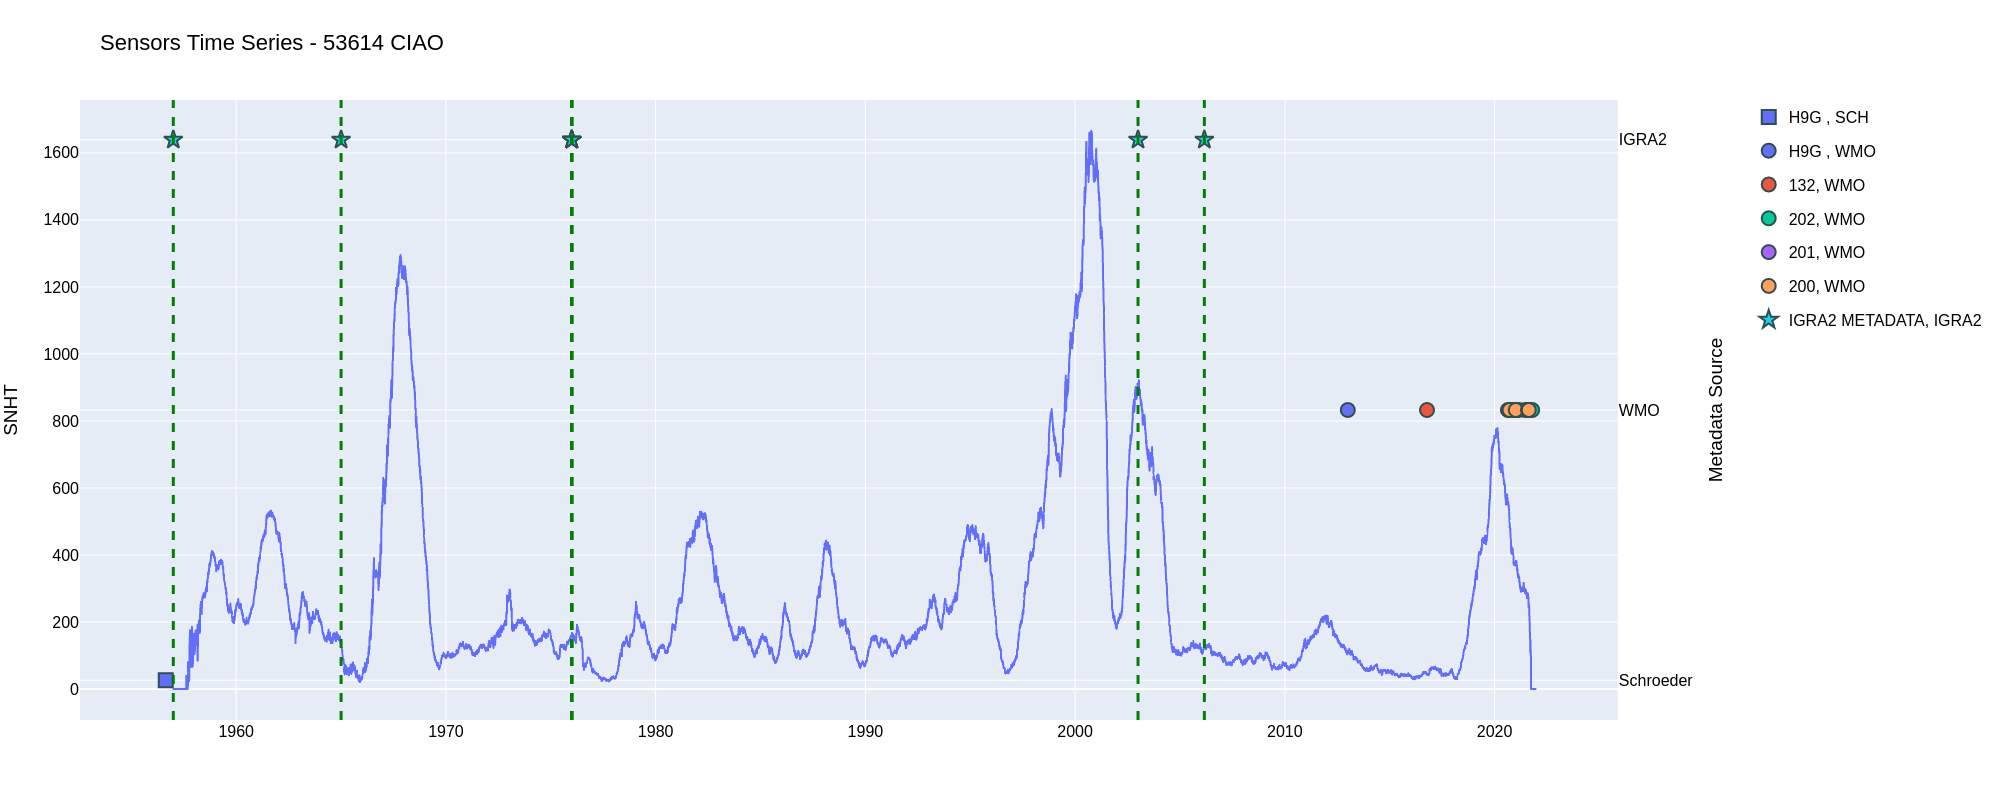 Sensors Time Series - 53614 CIAO
SNHT
1600
1400
1200
1000
800
600
400
200
0
1960
1970
1980
1990
2000
2010
2020
IGRA2
WMO
Schroeder
Metadata Source
H9G , SCH
H9G , WMO
132, WMO
202, WMO
201, WMO
200, WMO
IGRA2 METADATA, IGRA2